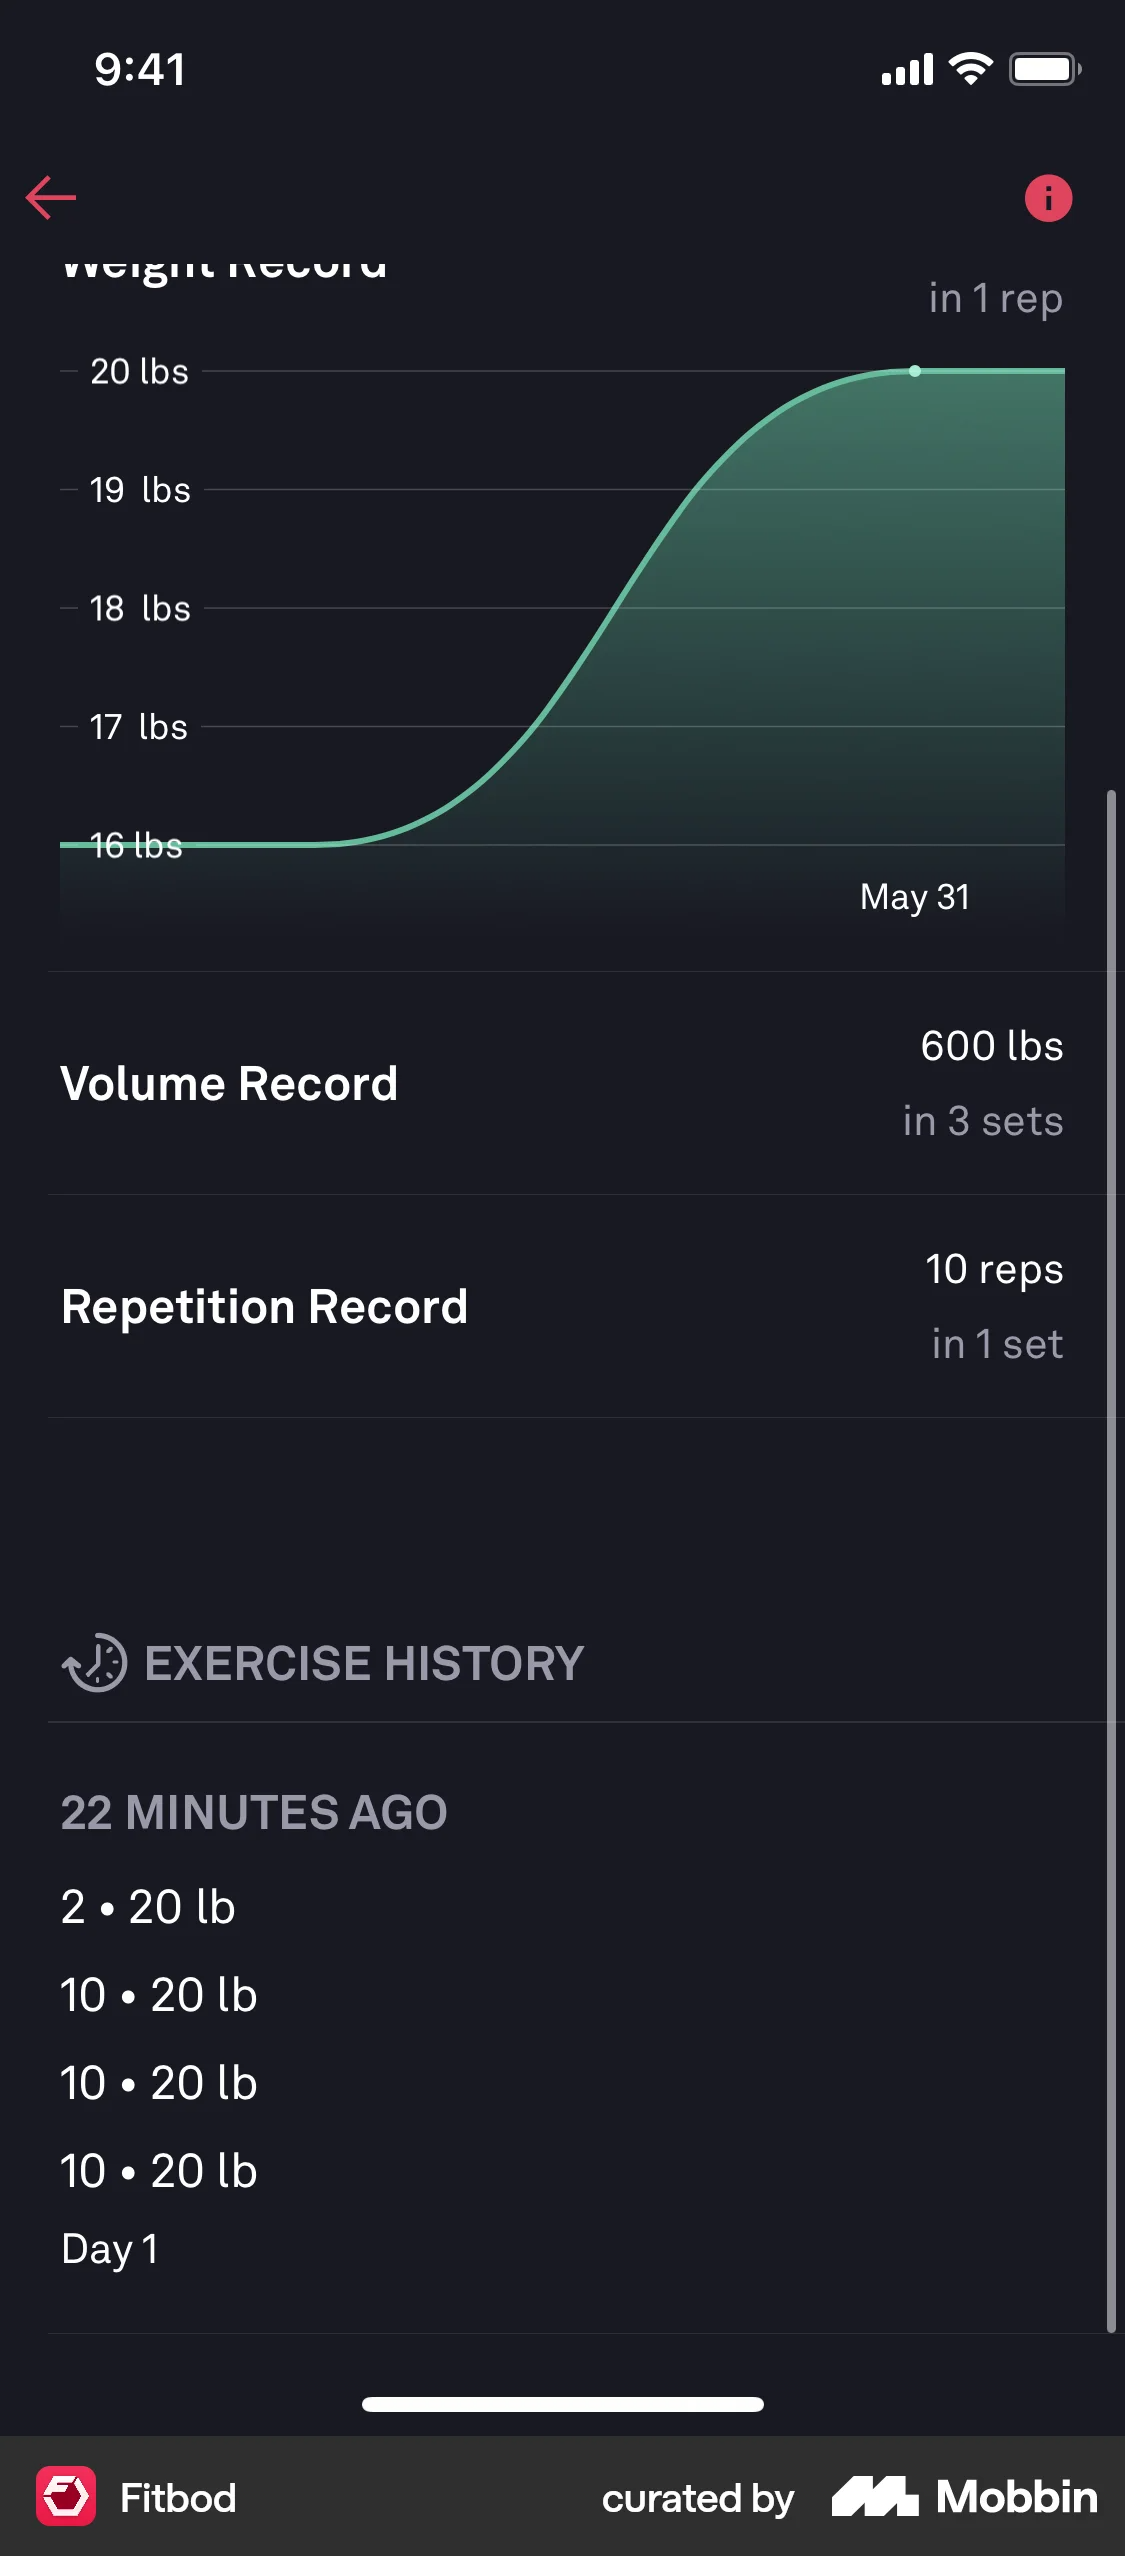 9:41
Weight Record
in 1 rep
20 lbs
19 lbs
18 lbs
17 lbs
16 lbs
May 31
Volume Record
600 lbs
in 3 sets
Repetition Record
10 reps
in 1 set
EXERCISE HISTORY
22 MINUTES AGO
2 • 20 lb
10 • 20 lb
10 • 20 lb
10 • 20 lb
Day 1
Fitbod
curated by Mobbin